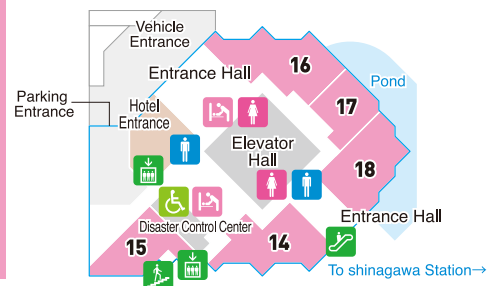 Vehicle
Entrance
Entrance Hall
16
Pond
Parking
Entrance
Hotel
Entrance
17
Elevator
Hall
18
Entrance Hall
Disaster Control Center
15
14
To shinagawa Station→